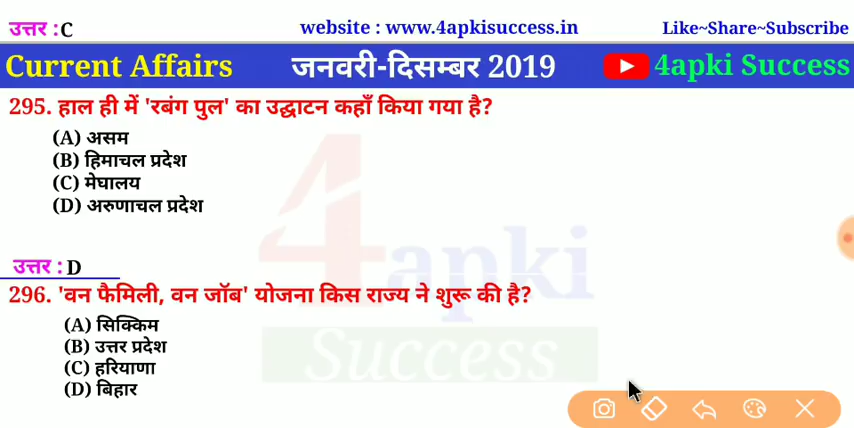 उत्तर : C
website : www.4apkisuccess.in
Like~Share~Subscribe
Current Affairs जनवरी-दिसम्बर 2019 4apki Success
295. हाल ही में 'रबंग पुल' का उद्घाटन कहाँ किया गया है?
(A) असम
(B) हिमाचल प्रदेश
(C) मेघालय
(D) अरुणाचल प्रदेश
उत्तर : D
296. 'वन फैमिली, वन जॉब' योजना किस राज्य ने शुरू की है?
(A) सिक्किम
(B) उत्तर प्रदेश
(C) हरियाणा
(D) बिहार
4apki
Success